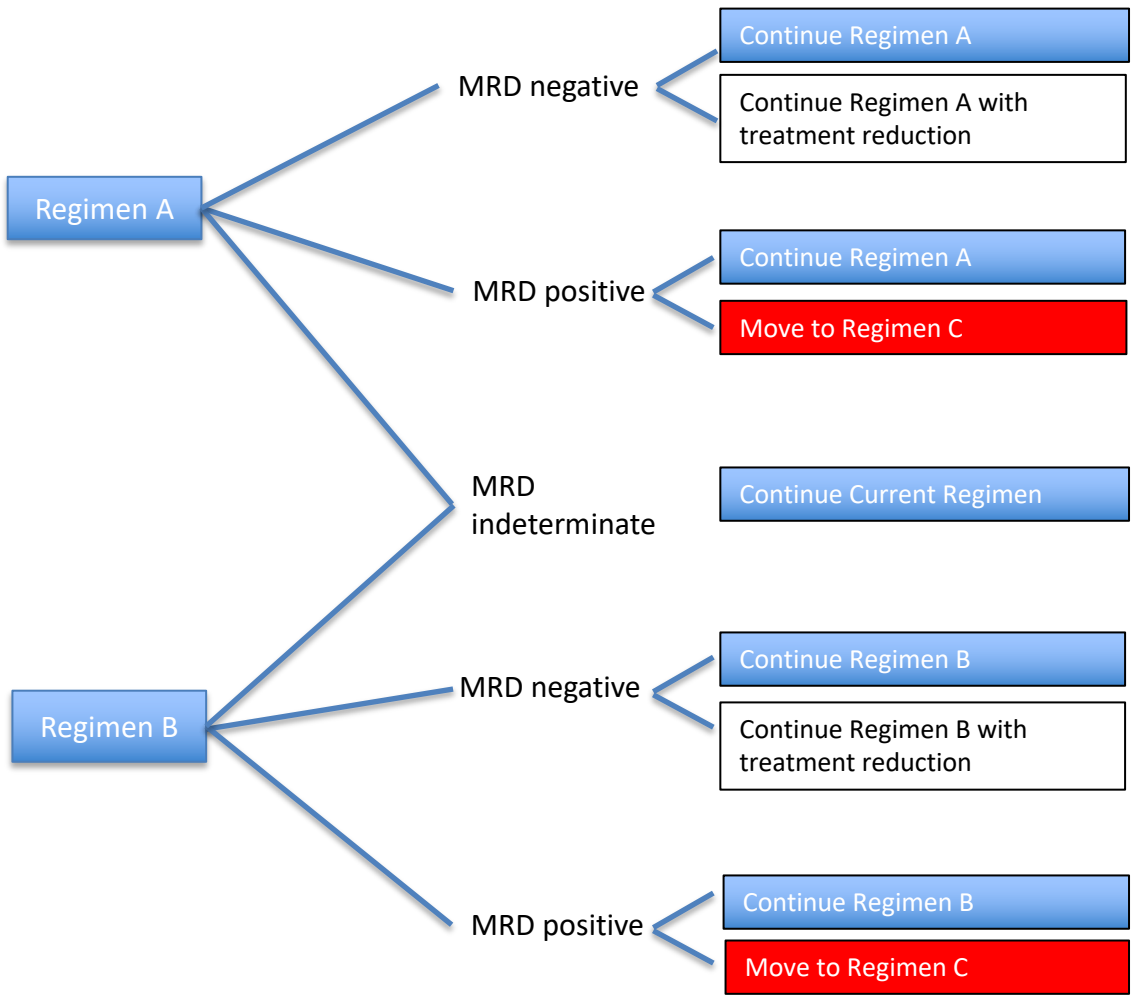 Continue Regimen A
MRD negative
Continue Regimen A with
treatment reduction
Regimen A
Continue Regimen A
MRD positive
Move to Regimen C
MRD
indeterminate
Continue Current Regimen
Continue Regimen B
MRD negative
Regimen B
Continue Regimen B with
treatment reduction
Continue Regimen B
MRD positive
Move to Regimen C